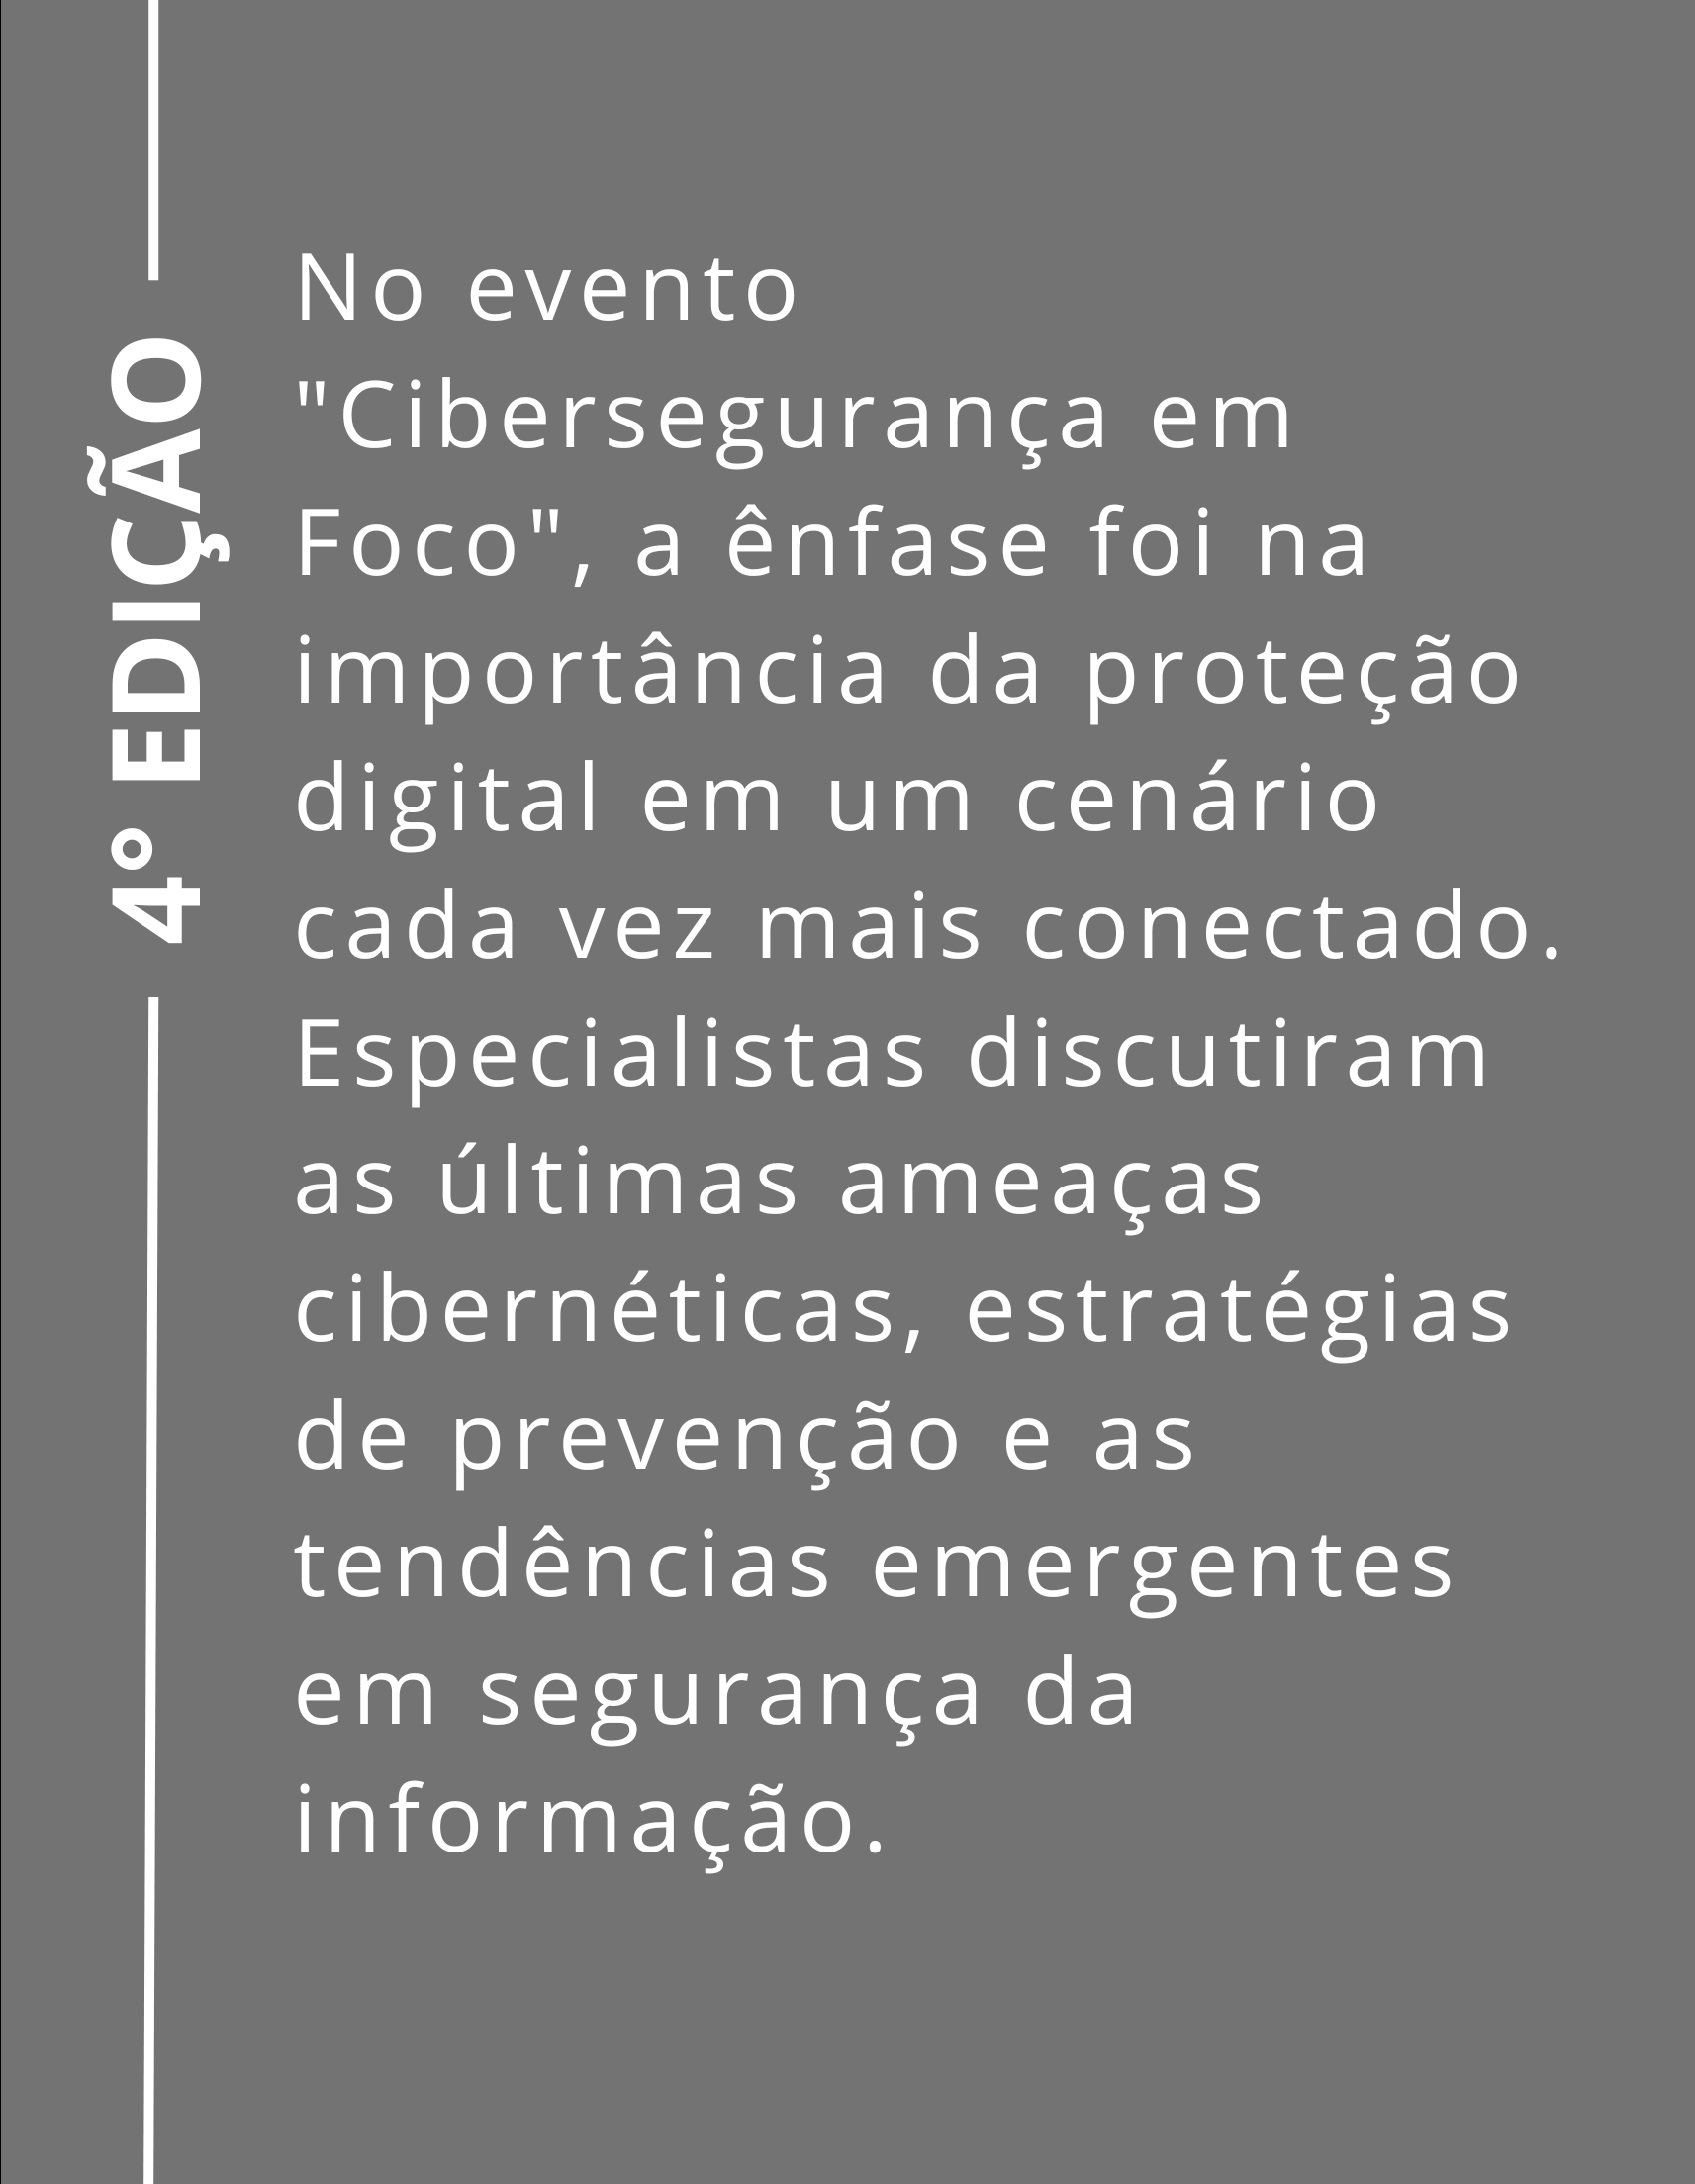 4º EDIÇÃO
No evento
"Cibersegurança em
Foco", a ênfase foi na
importância da proteção
digital em um cenário
cada vez mais conectado.
Especialistas discutiram
as últimas ameaças
cibernéticas, estratégias
de prevenção e as
tendências emergentes
em segurança da
informação.